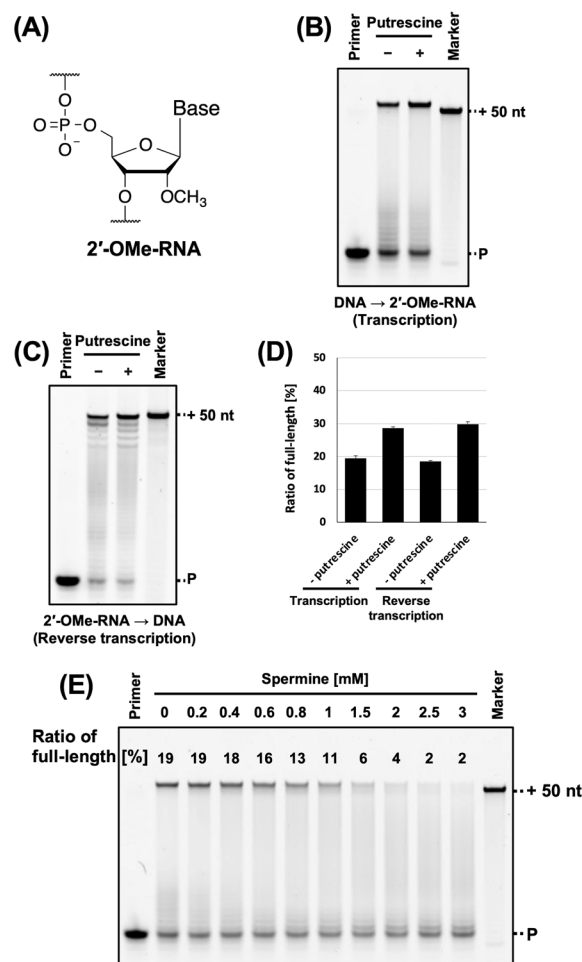 (A)
O
O=P
O
O⁻
O
Base
O
OCH₃
2′-OMe-RNA
(B)
Primer
Putrescine
− +
Marker
+ 50 nt
P
DNA → 2′-OMe-RNA
(Transcription)
(C)
Primer
Putrescine
− +
Marker
+ 50 nt
P
2′-OMe-RNA → DNA
(Reverse transcription)
(D)
Ratio of full-length [%]
50
40
30
20
10
0
- putrescine
+ putrescine
- putrescine
+ putrescine
Transcription
Reverse
transcription
(E)
Primer
Spermine [mM]
0 0.2 0.4 0.6 0.8 1 1.5 2 2.5 3
Marker
Ratio of
full-length [%] 19 19 18 16 13 11 6 4 2 2
+ 50 nt
P